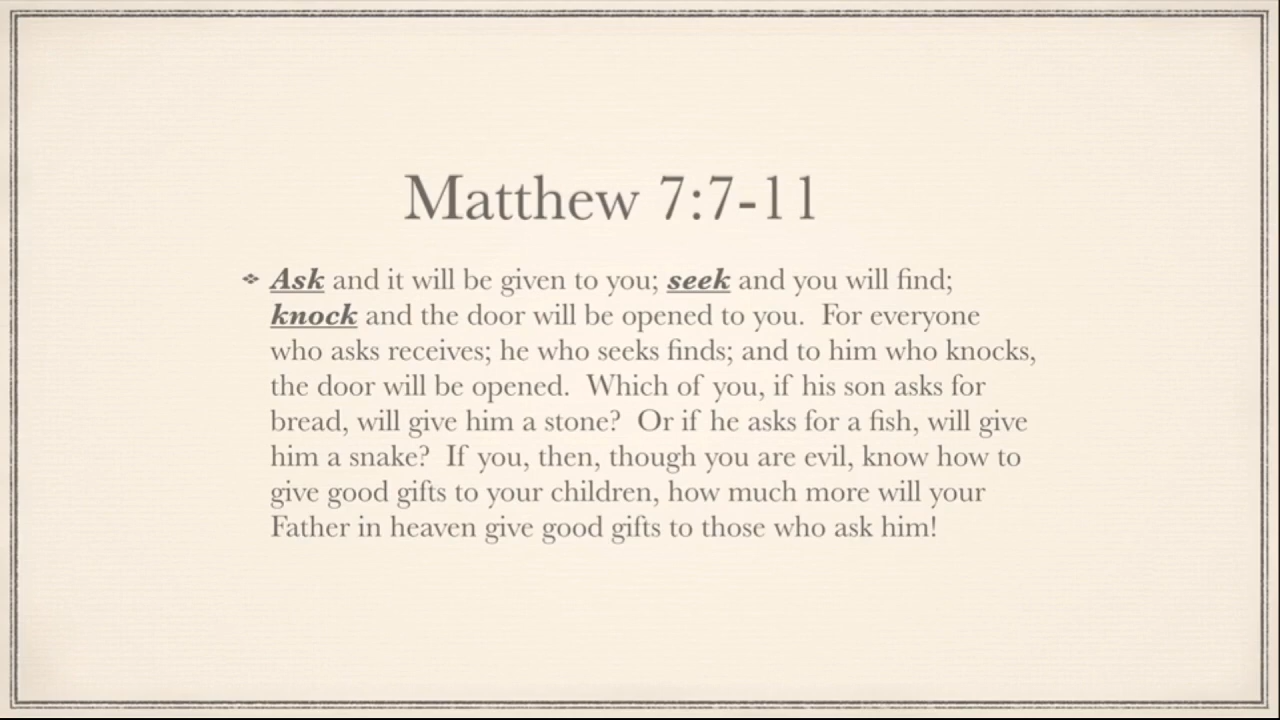 Matthew 7:7-11
Ask and it will be given to you; seek and you will find;
knock and the door will be opened to you. For everyone
who asks receives; he who seeks finds; and to him who knocks,
the door will be opened. Which of you, if his son asks for
bread, will give him a stone? Or if he asks for a fish, will give
him a snake? If you, then, though you are evil, know how to
give good gifts to your children, how much more will your
Father in heaven give good gifts to those who ask him!